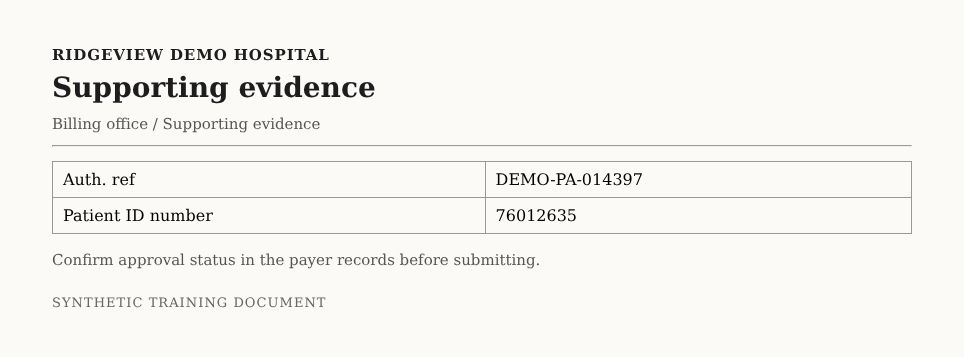 RIDGEVIEW DEMO HOSPITAL
Supporting evidence
Billing office / Supporting evidence
Auth. ref DEMO-PA-014397
Patient ID number 76012635
Confirm approval status in the payer records before submitting.
SYNTHETIC TRAINING DOCUMENT